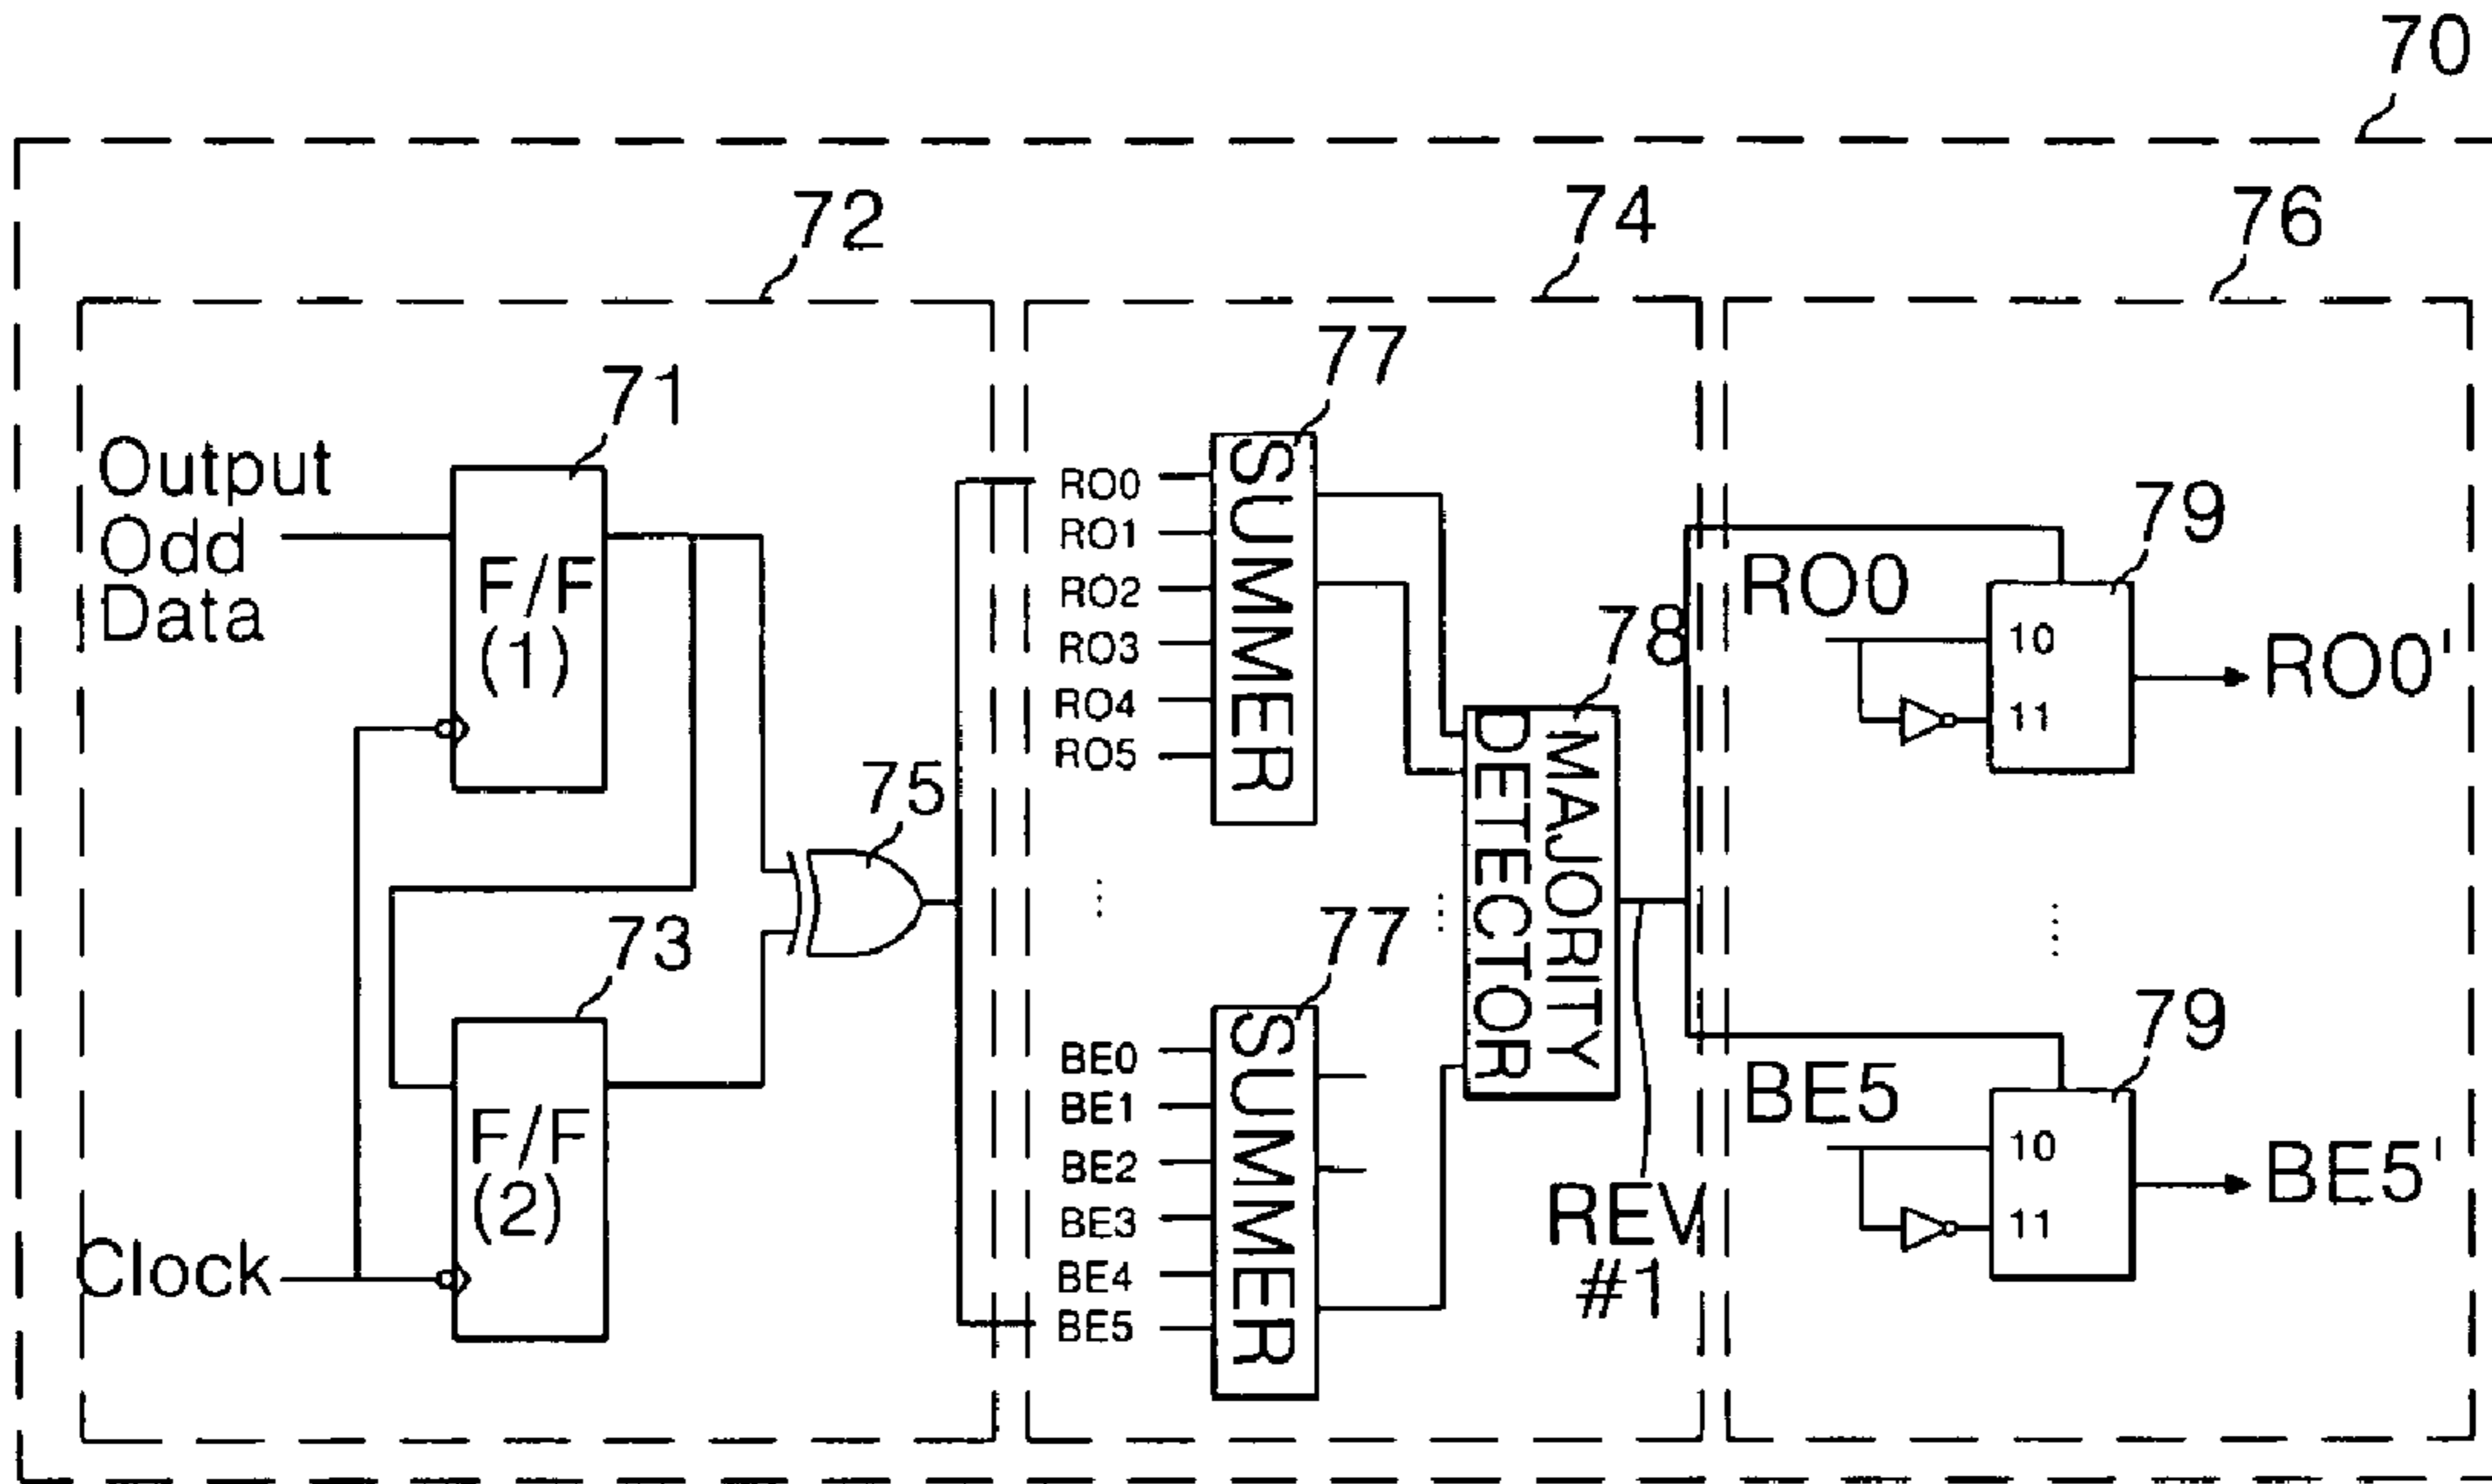 70
72
74
76
77
71
Output
Odd
Data
F/F
(1)
RO0
RO1
RO2
RO3
RO4
RO5
SUMMER
78
RO0
79
10
11
RO0'
75
MAJORITY
DETECTOR
73
77
F/F
(2)
Clock
BE0
BE1
BE2
BE3
BE4
BE5
SUMMER
REV
#1
BE5
79
10
11
BE5'